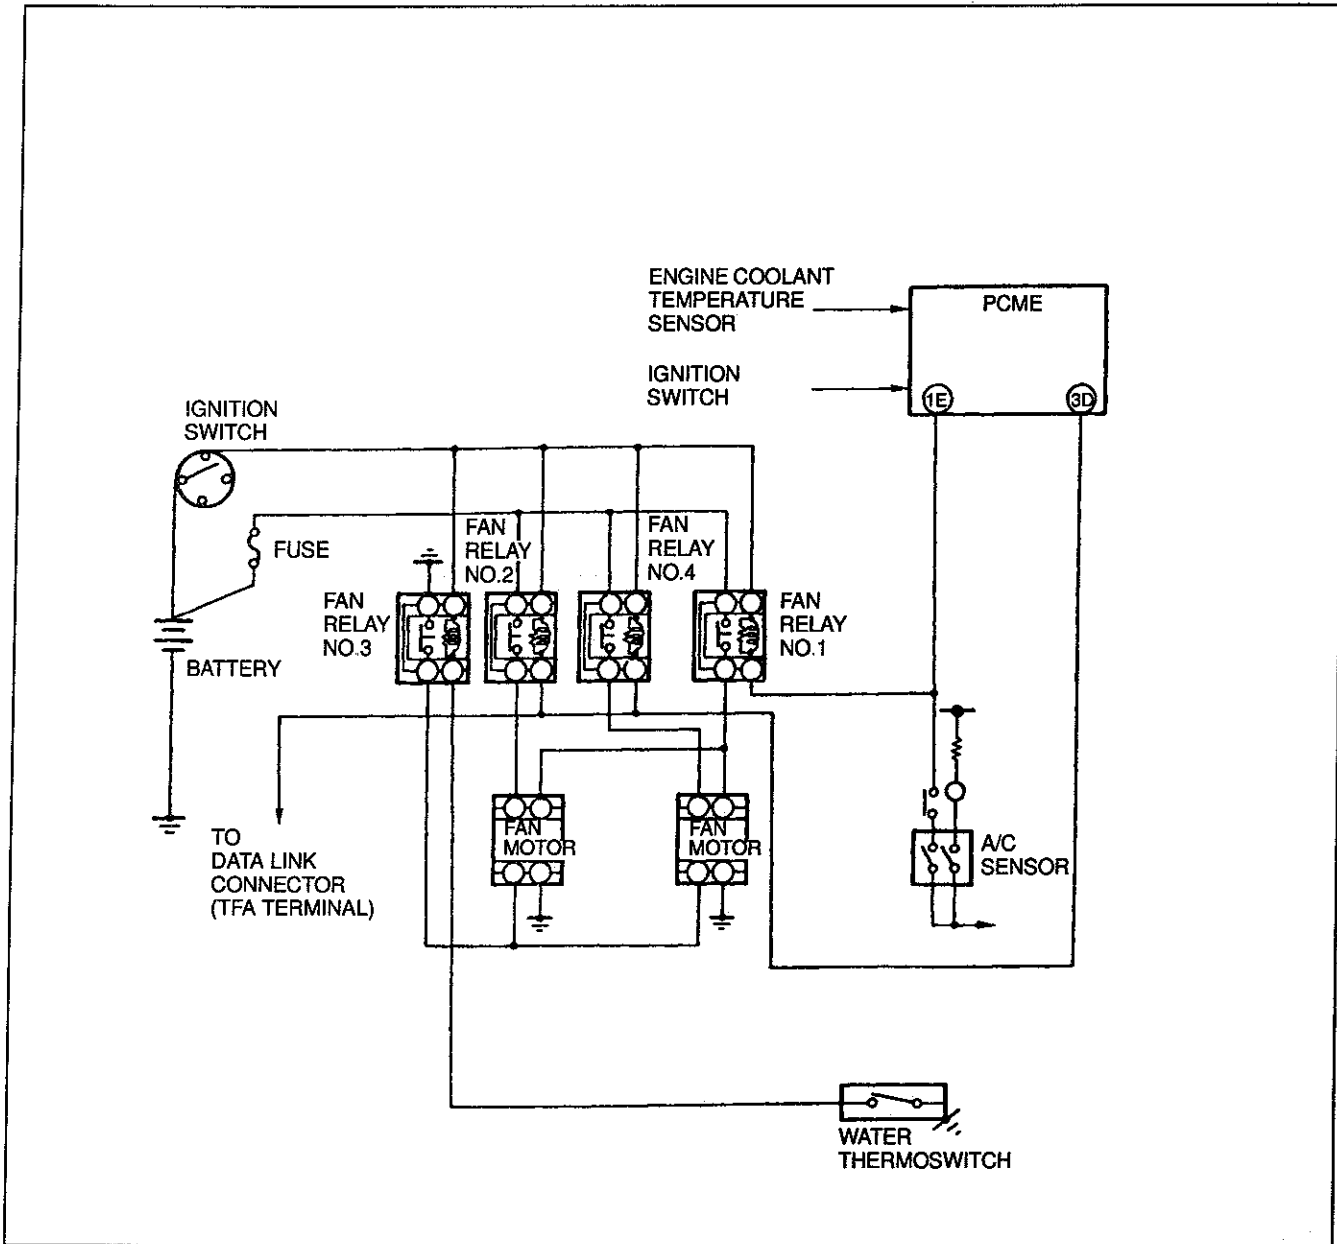 ENGINE COOLANT
TEMPERATURE
SENSOR
PCME
IGNITION
SWITCH
1E
3D
IGNITION
SWITCH
FUSE
FAN
RELAY
NO.2
FAN
RELAY
NO.4
FAN
RELAY
NO.3
FAN
RELAY
NO.1
BATTERY
TO
DATA LINK
CONNECTOR
(TFA TERMINAL)
FAN
MOTOR
FAN
MOTOR
A/C
SENSOR
WATER
THERMOSWITCH